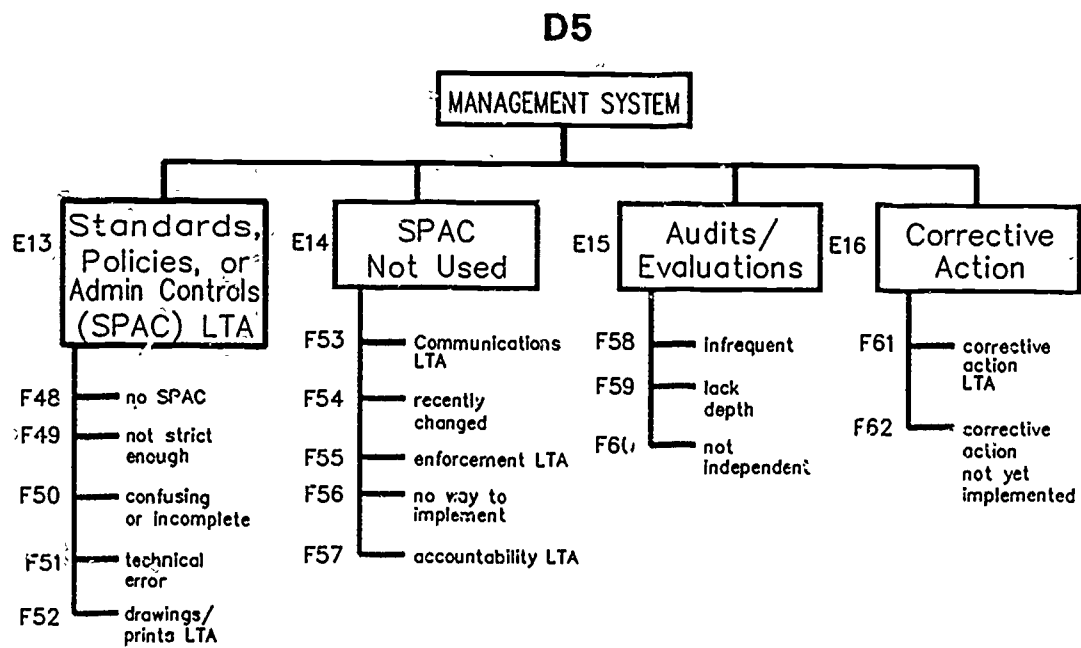 D5
MANAGEMENT SYSTEM
E13
Standards,
Policies, or
Admin Controls
(SPAC) LTA
F48
no SPAC
F49
not strict
enough
F50
confusing
or incomplete
F51
technical
error
F52
drawings/
prints LTA
E14
SPAC
Not Used
F53
Communications
LTA
F54
recently
changed
F55
enforcement LTA
F56
no way to
implement
F57
accountability LTA
E15
Audits/
Evaluations
F58
infrequent
F59
lack
depth
F60
not
independent
E16
Corrective
Action
F61
corrective
action
LTA
F62
corrective
action
not yet
implemented